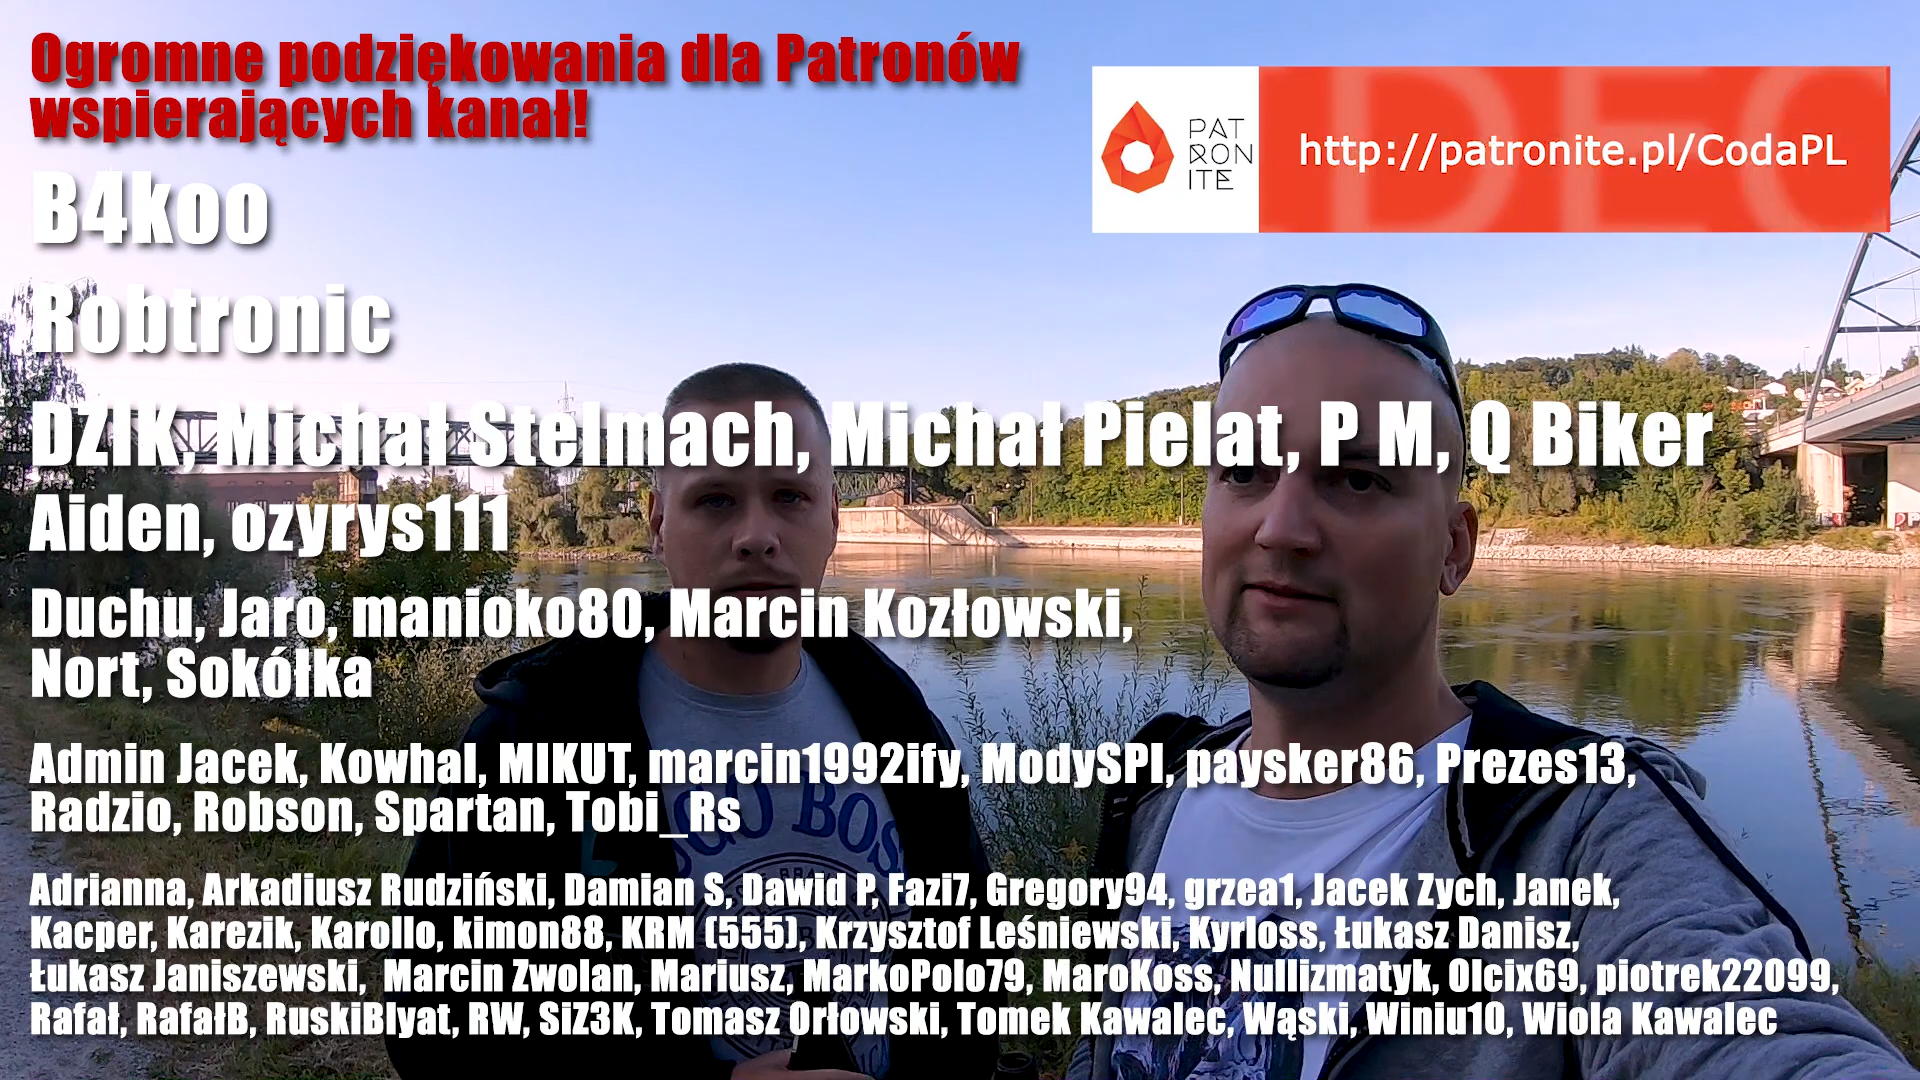 Ogromne podziękowania dla Patronów
wspierających kanał!
PAT
RON
ITE
http://patronite.pl/CodaPL
B4koo
Robtronic
DZIK, Michał Stelmach, Michał Pielat, P M, Q Biker
Aiden, ozyrys111
Duchu, Jaro, manioko80, Marcin Kozłowski,
Nort, Sokółka
Admin Jacek, Kowhal, MIKUT, marcin1992ify, ModySPI, paysker86, Prezes13,
Radzio, Robson, Spartan, Tobi_Rs
Adrianna, Arkadiusz Rudziński, Damian S, Dawid P, Fazi7, Gregory94, grzea1, Jacek Zych, Janek,
Kacper, Karezik, Karollo, kimon88, KRM (555), Krzysztof Leśniewski, Kyrloss, Łukasz Danisz,
Łukasz Janiszewski, Marcin Zwolan, Mariusz, MarkoPolo79, MaroKoss, Nullizmatyk, Olcix69, piotrek22099,
Rafał, RafałB, RuskiBlyat, RW, SiZ3K, Tomasz Orłowski, Tomek Kawalec, Wąski, Winiu10, Wiola Kawalec